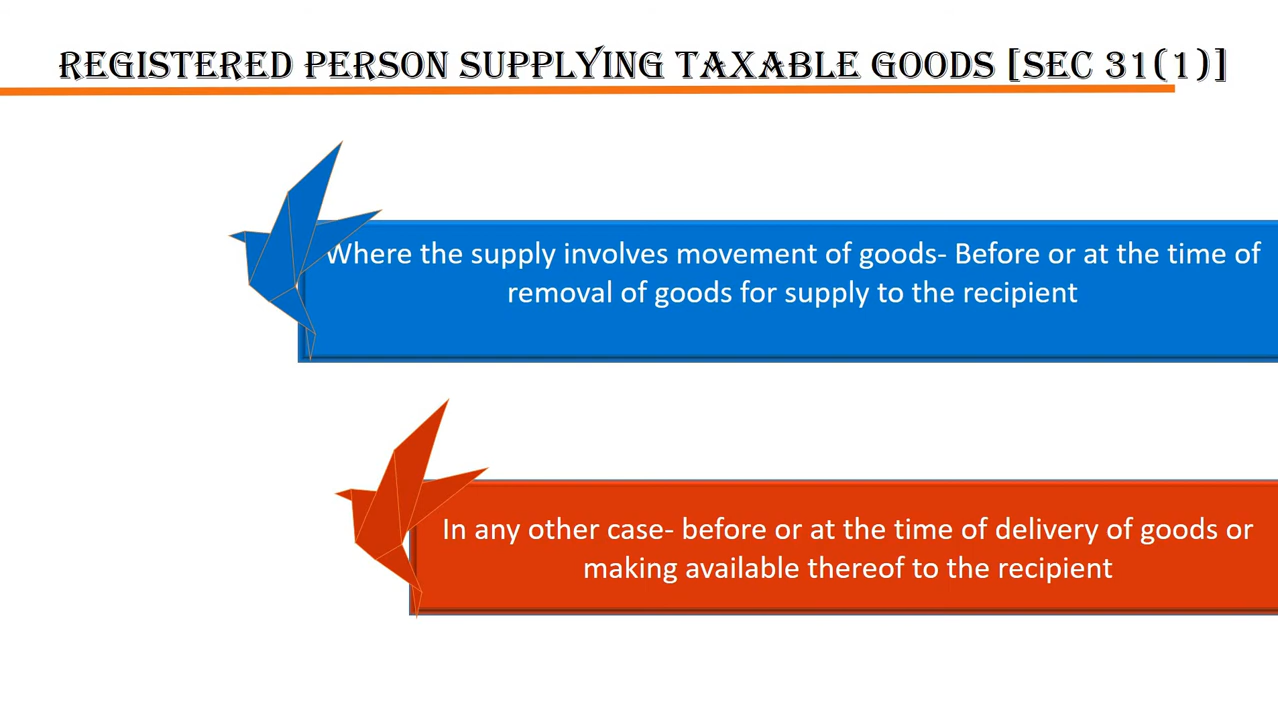 REGISTERED PERSON SUPPLYING TAXABLE GOODS [SEC 31(1)]
Where the supply involves movement of goods- Before or at the time of
removal of goods for supply to the recipient
In any other case- before or at the time of delivery of goods or
making available thereof to the recipient